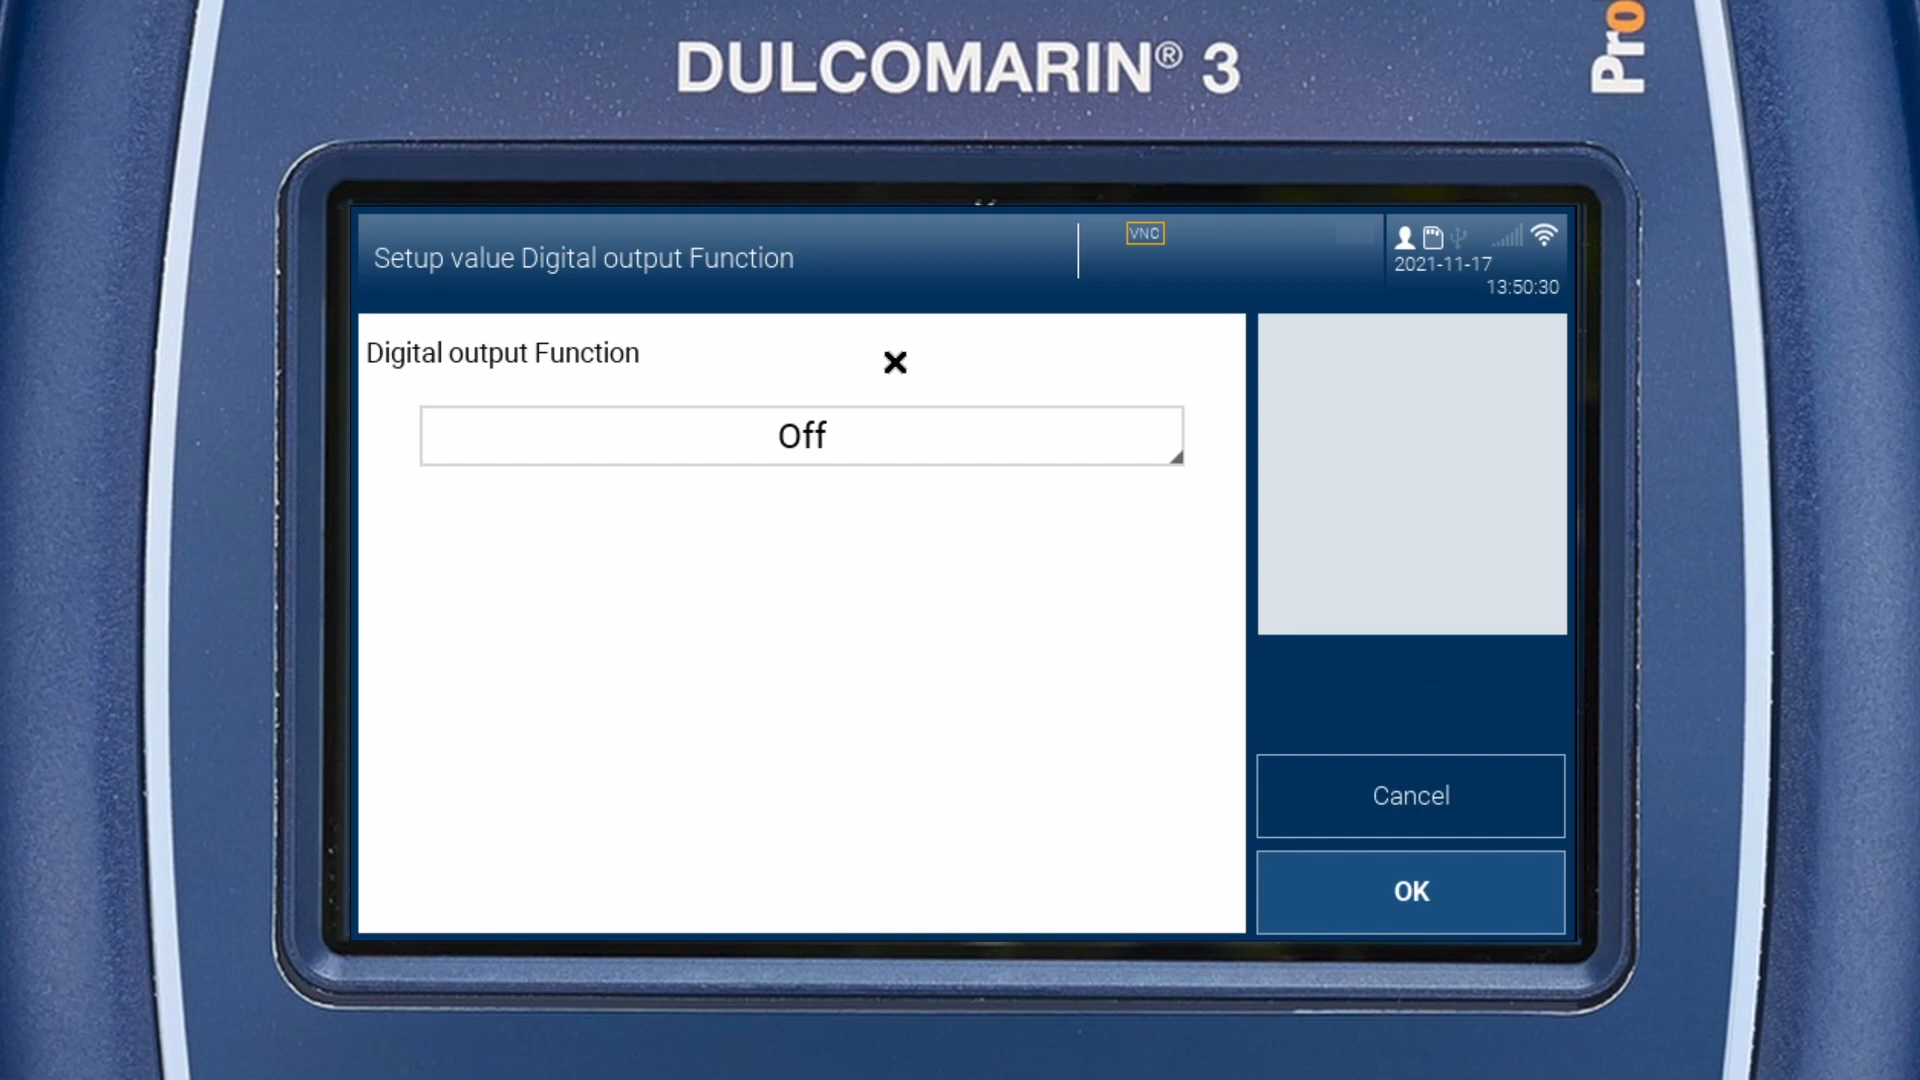 DULCOMARIN® 3
Pro
Setup value Digital output Function
VNC
2021-11-17
13:50:30
Digital output Function
Off
Cancel
OK